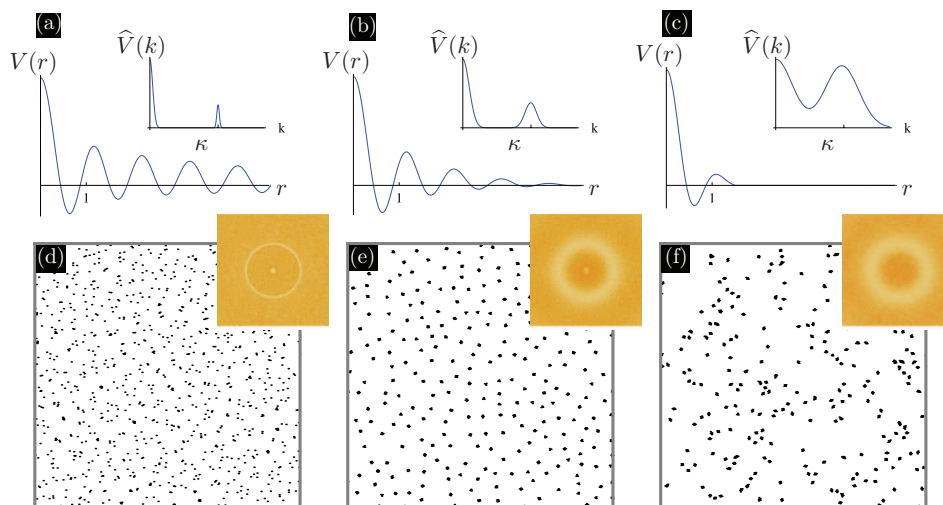 (a)
V̂(k)
V(r)
k
κ
r
1
(b)
V̂(k)
V(r)
k
κ
r
1
(c)
V̂(k)
V(r)
k
κ
r
1
(d)
(e)
(f)